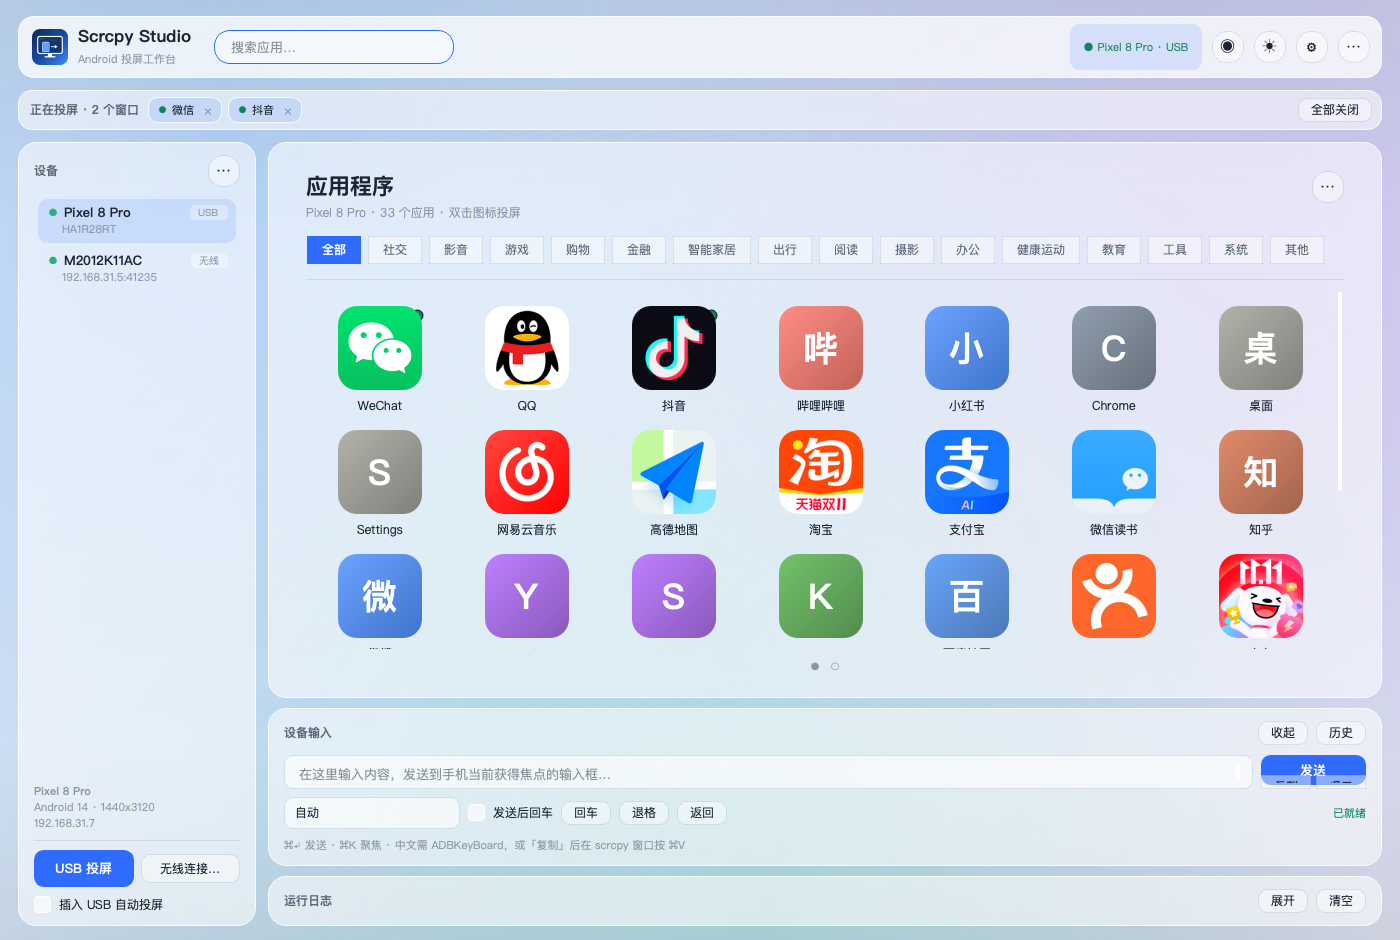 Scrcpy Studio
Android 投屏工作台
搜索应用…
Pixel 8 Pro · USB
正在投屏 · 2 个窗口
微信 ×
抖音 ×
全部关闭
设备
Pixel 8 Pro USB
HA1R28RT
M2012K11AC 无线
192.168.31.5:41235
Pixel 8 Pro
Android 14 · 1440x3120
192.168.31.7
USB 投屏
无线连接…
插入 USB 自动投屏
应用程序
Pixel 8 Pro · 33 个应用 · 双击图标投屏
全部 社交 影音 游戏 购物 金融 智能家居 出行 阅读 摄影 办公 健康运动 教育 工具 系统 其他
哔 小 C 桌
WeChat QQ 抖音 哔哩哔哩 小红书 Chrome 桌面
S 淘 天猫双11 支 AI 知
Settings 网易云音乐 高德地图 淘宝 支付宝 微信读书 知乎
微 Y S K 百 11.11
设备输入
收起 历史
在这里输入内容，发送到手机当前获得焦点的输入框…
发送
自动
发送后回车 回车 退格 返回
已就绪
⌘↵ 发送 · ⌘K 聚焦 · 中文需 ADBKeyBoard，或「复制」后在 scrcpy 窗口按 ⌘V
运行日志
展开 清空